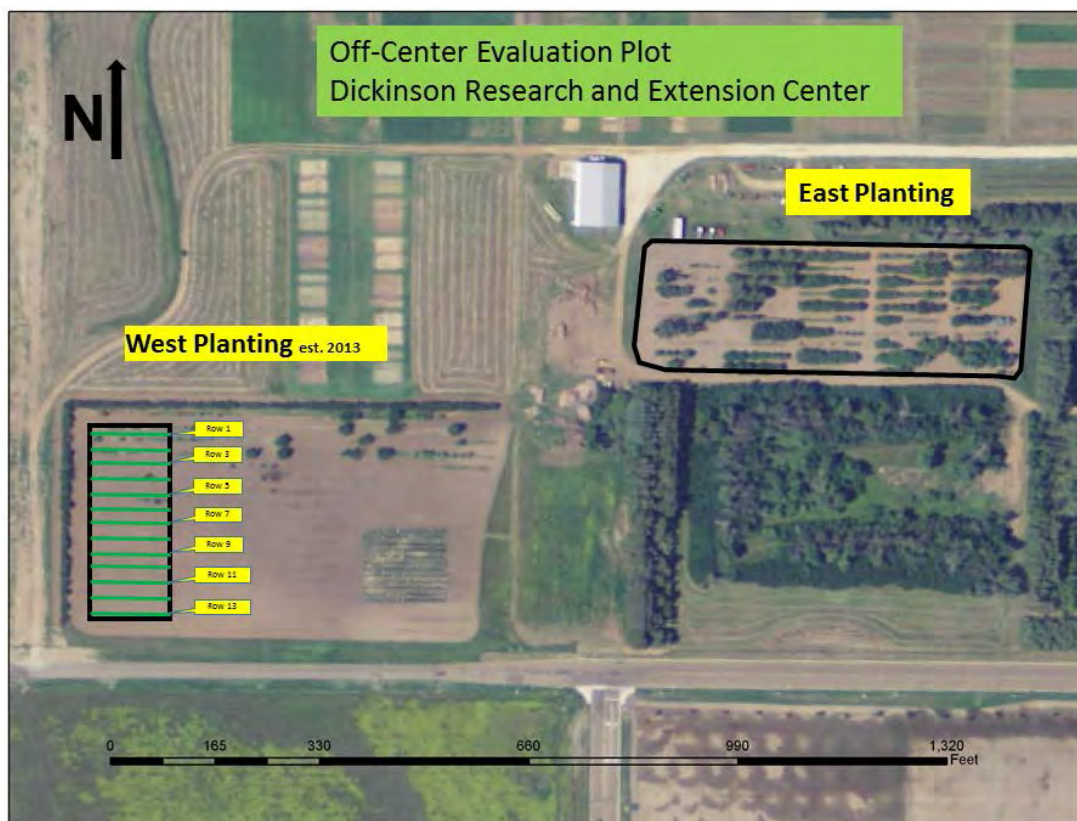 Off-Center Evaluation Plot
Dickinson Research and Extension Center
N
East Planting
West Planting est. 2013
Row 1
Row 3
Row 5
Row 7
Row 9
Row 11
Row 13
0 165 330 660 990 1,320
Feet